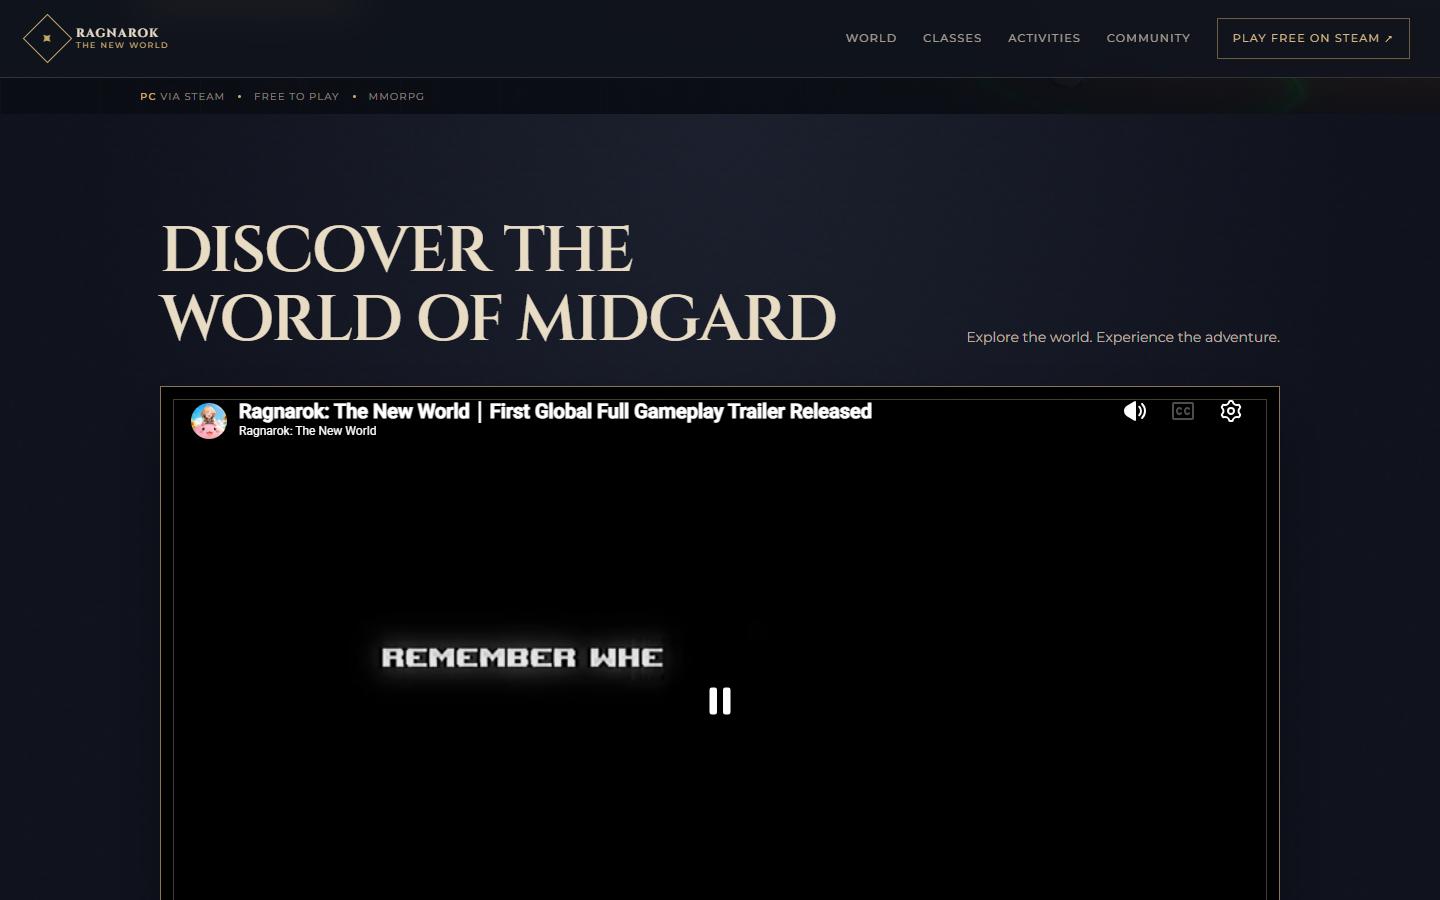 RAGNAROK
THE NEW WORLD
WORLD CLASSES ACTIVITIES COMMUNITY PLAY FREE ON STEAM ↗
PC VIA STEAM • FREE TO PLAY • MMORPG
DISCOVER THE
WORLD OF MIDGARD
Explore the world. Experience the adventure.
Ragnarok: The New World | First Global Full Gameplay Trailer Released
Ragnarok: The New World
CC
REMEMBER WHE